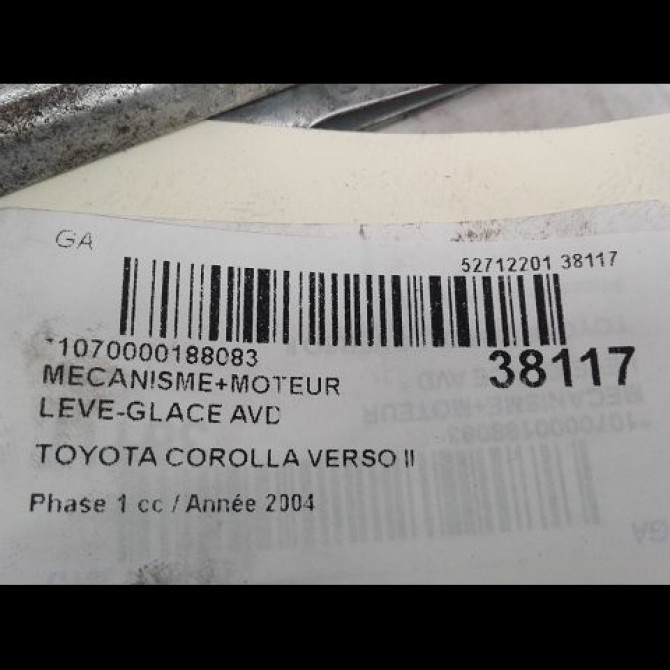 GA
52712201 38117
*1070000188083
38117
MECANISME+MOTEUR
LEVE-GLACE AVD
TOYOTA COROLLA VERSO II
Phase 1 cc / Année 2004